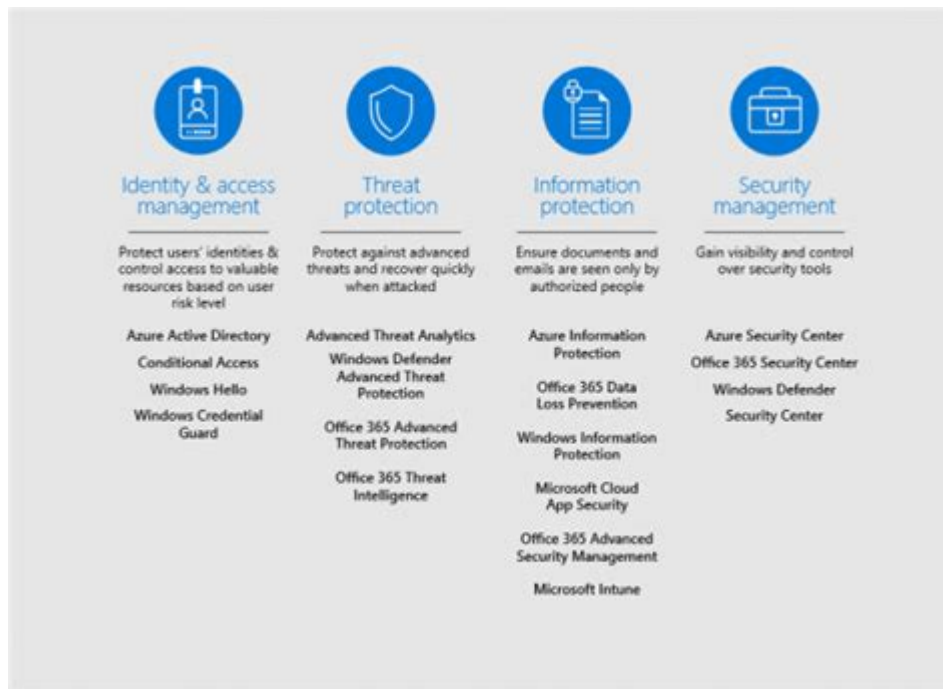 Identity & access
management
Protect users' identities &
control access to valuable
resources based on user
risk level
Azure Active Directory
Conditional Access
Windows Hello
Windows Credential
Guard
Threat
protection
Protect against advanced
threats and recover quickly
when attacked
Advanced Threat Analytics
Windows Defender
Advanced Threat
Protection
Office 365 Advanced
Threat Protection
Office 365 Threat
Intelligence
Information
protection
Ensure documents and
emails are seen only by
authorized people
Azure Information
Protection
Office 365 Data
Loss Prevention
Windows Information
Protection
Microsoft Cloud
App Security
Office 365 Advanced
Security Management
Microsoft Intune
Security
management
Gain visibility and control
over security tools
Azure Security Center
Office 365 Security Center
Windows Defender
Security Center